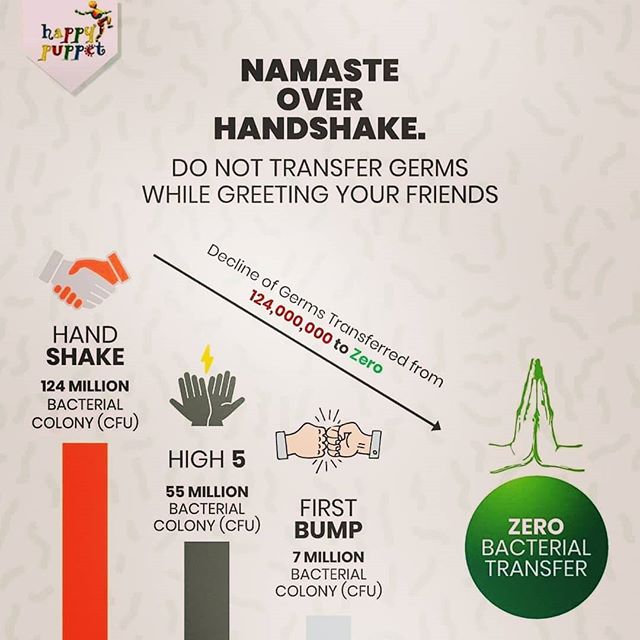 happy
puppet
NAMASTE
OVER
HANDSHAKE.
DO NOT TRANSFER GERMS
WHILE GREETING YOUR FRIENDS
Decline of Germs Transferred from
124,000,000 to Zero
HAND
SHAKE
124 MILLION
BACTERIAL
COLONY (CFU)
HIGH 5
55 MILLION
BACTERIAL
COLONY (CFU)
FIRST
BUMP
7 MILLION
BACTERIAL
COLONY (CFU)
ZERO
BACTERIAL
TRANSFER